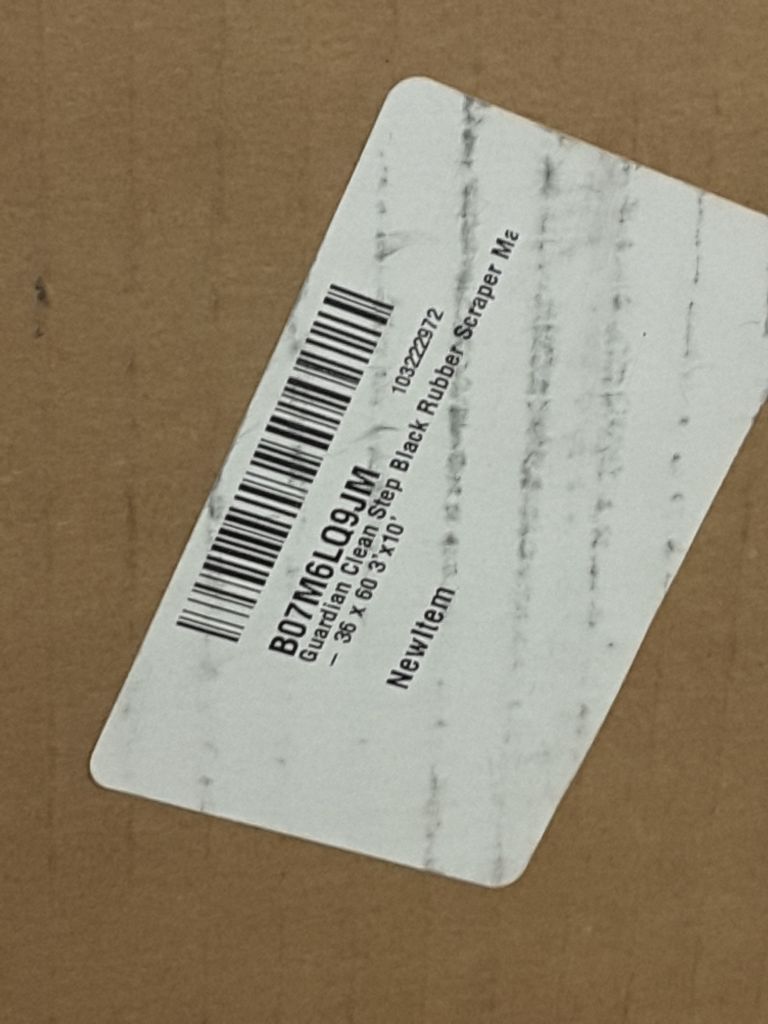 B07M6LQ9JM
103222972
Guardian Clean Step Black Rubber Scraper Ma
– 36 x 60 3'x10'
NewItem